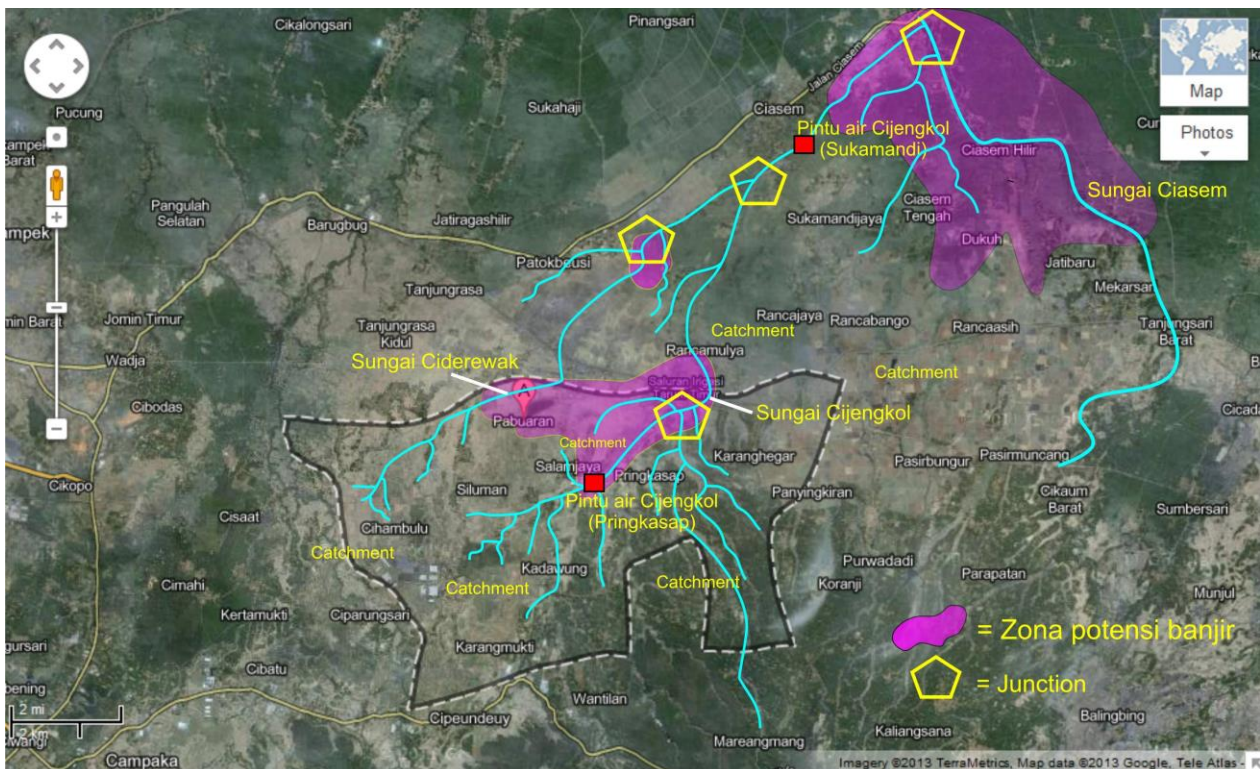 Cikalongsari
Pinangsari
Map
Photos
Pucung
Sukahaji
Ciasem
Jalan Ciasem
Pintu air Cijengkol
(Sukamandi)
Ciasem Hilir
Sungai Ciasem
Barat
Pangulah
Selatan
Barugbug
Jatiragashilir
Sukamandijaya
Ciasem
Tengah
Dukuh
Jatibaru
Patokbeusi
Mekarsar
Tanjungrasa
Jomin Timur
Tanjungrasa
Kidul
Catchment
Rancajaya
Rancabango
Rancaasih
Tanjungsari
Barat
Wadja
Sungai Ciderewak
Rancamulya
Catchment
A
Cibodas
Pabuaran
Sungai Cijengkol
Catchment
Karanghegar
Cikopo
Salamjaya
Pringkasap
Pasirbungur
Pasirmuncang
Siluman
Panyingkiran
Cikaum
Barat
Sumbersari
Cisaat
Pintu air Cijengkol
(Pringkasap)
Cihambulu
Catchment
Kadawung
Catchment
Catchment
Purwadadi
Koranji
Parapatan
Munjul
Cimahi
Kertamukti
Ciparungsari
Karangmukti
= Zona potensi banjir
Cibatu
= Junction
Wantilan
2 mi
2 km
Cipeundeuy
Balingbing
Kaliangsana
Mareangmang
Campaka
Imagery ©2013 TerraMetrics, Map data ©2013 Google, Tele Atlas -